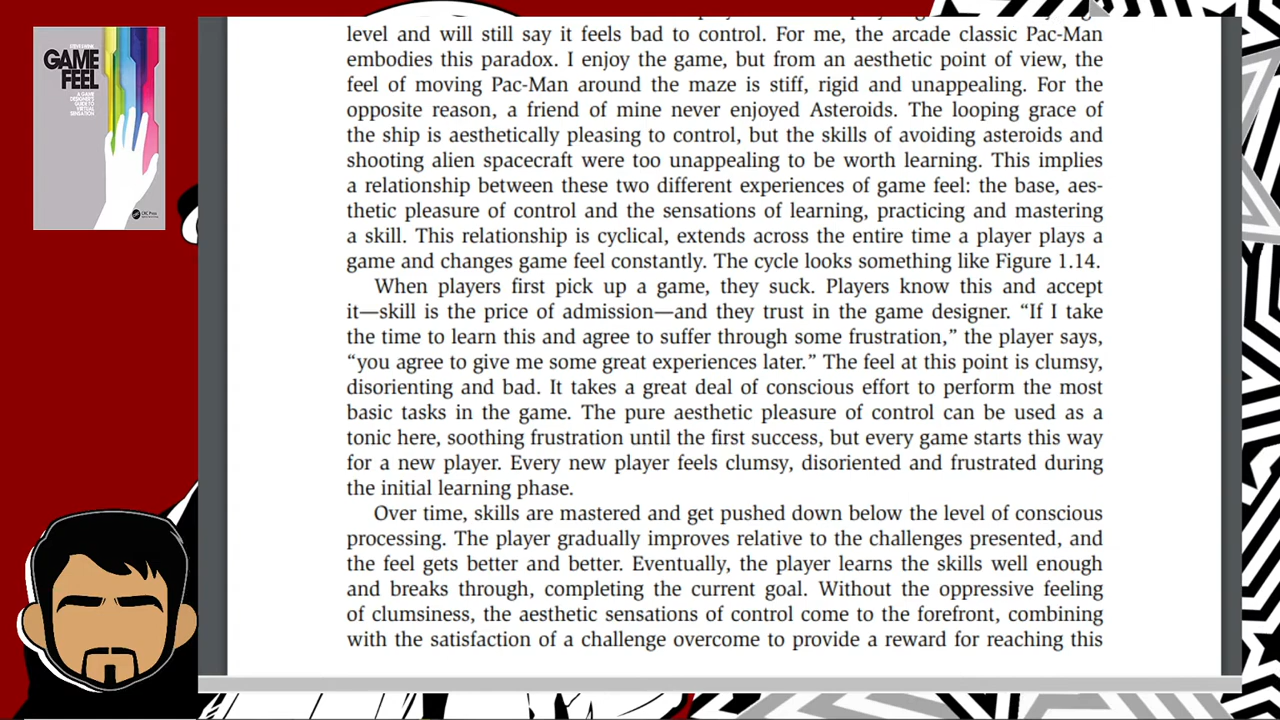 STEVE SWINK
GAME
FEEL
A GAME
DESIGNER'S
GUIDE TO
VIRTUAL
SENSATION
CRC Press
level and will still say it feels bad to control. For me, the arcade classic Pac-Man
embodies this paradox. I enjoy the game, but from an aesthetic point of view, the
feel of moving Pac-Man around the maze is stiff, rigid and unappealing. For the
opposite reason, a friend of mine never enjoyed Asteroids. The looping grace of
the ship is aesthetically pleasing to control, but the skills of avoiding asteroids and
shooting alien spacecraft were too unappealing to be worth learning. This implies
a relationship between these two different experiences of game feel: the base, aes-
thetic pleasure of control and the sensations of learning, practicing and mastering
a skill. This relationship is cyclical, extends across the entire time a player plays a
game and changes game feel constantly. The cycle looks something like Figure 1.14.
When players first pick up a game, they suck. Players know this and accept
it—skill is the price of admission—and they trust in the game designer. “If I take
the time to learn this and agree to suffer through some frustration,” the player says,
“you agree to give me some great experiences later.” The feel at this point is clumsy,
disorienting and bad. It takes a great deal of conscious effort to perform the most
basic tasks in the game. The pure aesthetic pleasure of control can be used as a
tonic here, soothing frustration until the first success, but every game starts this way
for a new player. Every new player feels clumsy, disoriented and frustrated during
the initial learning phase.
Over time, skills are mastered and get pushed down below the level of conscious
processing. The player gradually improves relative to the challenges presented, and
the feel gets better and better. Eventually, the player learns the skills well enough
and breaks through, completing the current goal. Without the oppressive feeling
of clumsiness, the aesthetic sensations of control come to the forefront, combining
with the satisfaction of a challenge overcome to provide a reward for reaching this